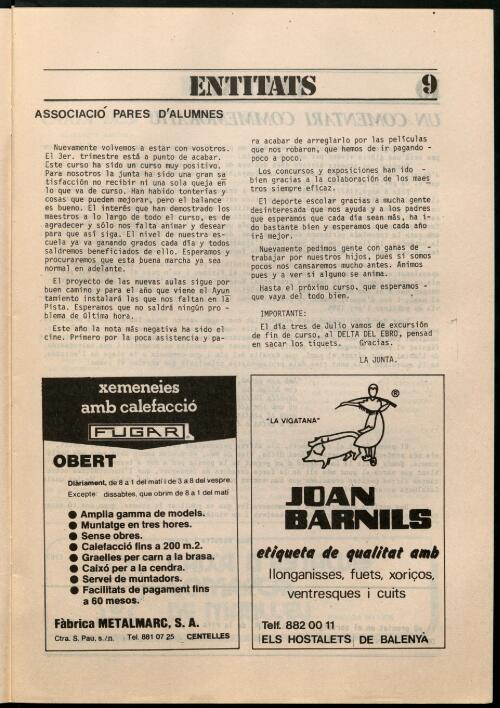 ENTITATS
9
ASSOCIACIÓ PARES D'ALUMNES
Nuevamente volvemos a estar con vosotros.
El 3er. trimestre está a punto de acabar.
Este curso ha sido un curso muy positivo.
Para nosotros la junta ha sido una gran sa
tisfacción no recibir ni una sola queja en
lo que va de curso. Han habido tonterías y
cosas que pueden mejorar, pero el balance
es bueno. El interés que han demostrado los
maestros a lo largo de todo el curso, es de
agradecer y sólo nos falta animar y desear
para que así siga. El nivel de nuestra es-
cuela ya va ganando grados cada día y todos
saldremos beneficiados de ello. Esperamos y
procuraremos que esta buena marcha ya sea
normal en adelante.
El proyecto de las nuevas aulas sigue por
buen camino y para el año que viene el Ayun
tamiento instalará las que nos faltan en la
Pista. Esperamos que no saldrá ningún pro -
blema de última hora.
Este año la nota más negativa ha sido el
cine. Primero por la poca asistencia y pa-
ra acabar de arreglarlo por las películas
que nos robaron, que hemos de ir pagando -
poco a poco.
Los concursos y exposiciones han ido -
bien gracias a la colaboración de los maes
tros siempre eficaz.
El deporte escolar gracias a mucha gente
desinteresada que nos ayuda y a los padres
que esperamos que cada día sean más, ha i-
do bastante bien y esperamos que cada año
irá mejor.
Nuevamente pedimos gente con ganas de -
trabajar por nuestros hijos, pues si somos
pocos nos cansaremos mucho antes. Animos
pues y a ver si alguno se anima.
Hasta el próximo curso, que esperamos -
que vaya del todo bien.
IMPORTANTE:
El día tres de Julio vamos de excursión
de fin de curso, al DELTA DEL EBRO, pensad
en sacar los tiquets. Gracias.
LA JUNTA.
xemeneies
amb calefacció
FUGAR
OBERT
Diàriament, de 8 a 1 del matí i de 3 a 8 del vespre.
Excepte: dissabtes, que obrim de 8 a 1 del matí
● Amplia gamma de models.
● Muntatge en tres hores.
● Sense obres.
● Calefacció fins a 200 m.2.
● Graelles per carn a la brasa.
● Caixó per a la cendra.
● Servei de muntadors.
● Facilitats de pagament fins
a 60 mesos.
Fàbrica METALMARC, S. A.
Ctra. S. Pau, s./n. Tel. 881 07 25 CENTELLES
®
"LA VIGATANA"
JOAN
BARNILS
etiqueta de qualitat amb
llonganisses, fuets, xoriços,
ventresques i cuits
Telf. 882 00 11
ELS HOSTALETS DE BALENYÀ